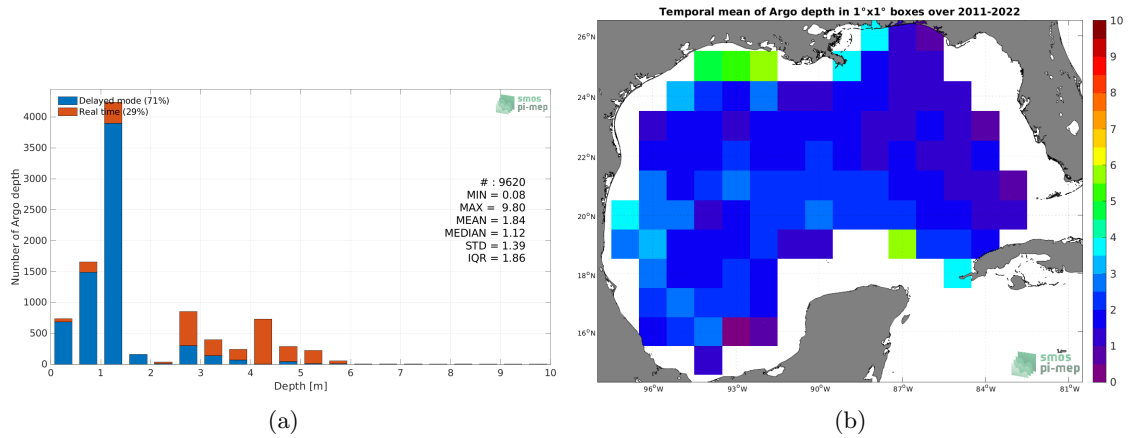 Delayed mode (71%)
Real time (29%)
smos
pi-mep
4000
3500
3000
2500
2000
1500
1000
500
0
Number of Argo depth
# : 9620
MIN = 0.08
MAX = 9.80
MEAN = 1.84
MEDIAN = 1.12
STD = 1.39
IQR = 1.86
0 1 2 3 4 5 6 7 8 9 10
Depth [m]
(a)
Temporal mean of Argo depth in 1°x1° boxes over 2011-2022
26°N
24°N
22°N
20°N
18°N
16°N
96°W 93°W 90°W 87°W 84°W 81°W
smos
pi-mep
10
9
8
7
6
5
4
3
2
1
0
(b)